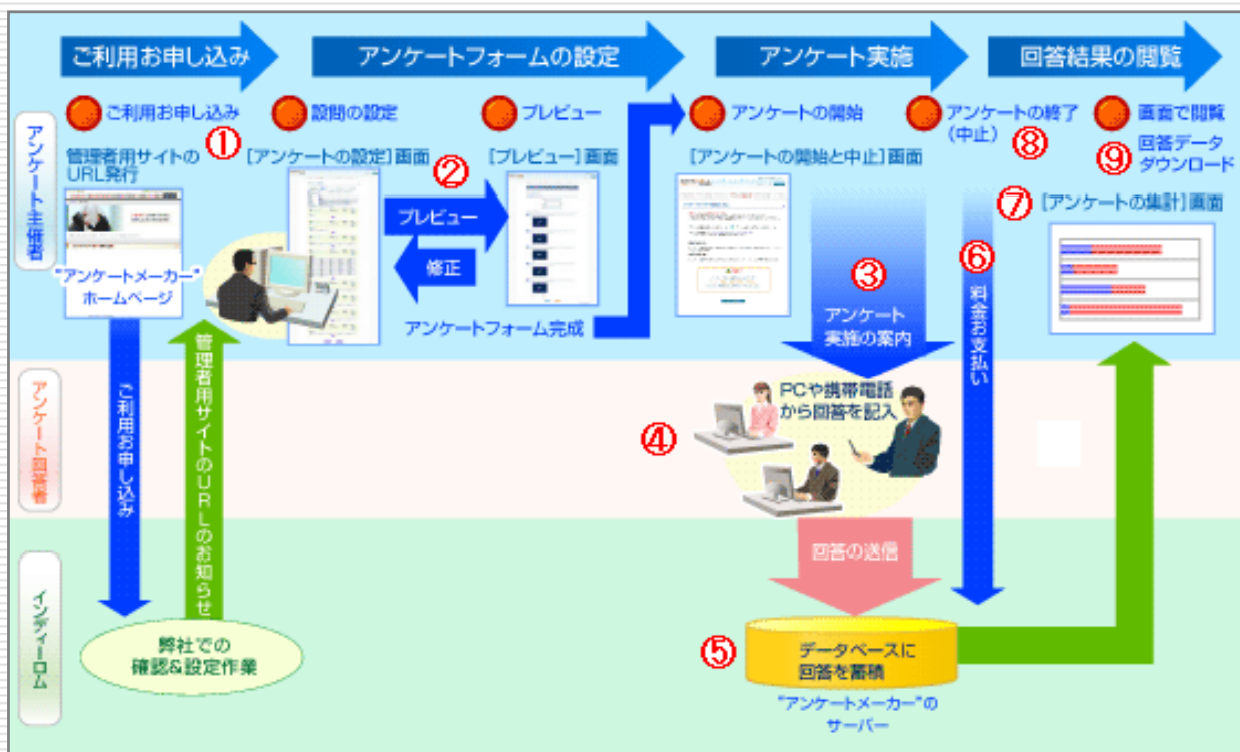 ご利用お申し込み
アンケートフォームの設定
アンケート実施
回答結果の閲覧
アンケート主催者
ご利用お申し込み
①
管理者用サイトの
URL発行
"アンケートメーカー"
ホームページ
設問の設定
[アンケートの設定]画面
②
プレビュー
[プレビュー]画面
プレビュー
修正
アンケートフォーム完成
アンケートの開始
[アンケートの開始と中止]画面
③
アンケート
実施の案内
アンケートの終了
(中止)
⑧
⑥
料金お支払い
画面で閲覧
⑨
回答データ
ダウンロード
⑦
[アンケートの集計]画面
アンケート回答者
ご利用お申し込み
管理者用サイトのURLのお知らせ
④
PCや携帯電話
から回答を記入
回答の送信
インディーロム
弊社での
確認&設定作業
⑤
データベースに
回答を蓄積
"アンケートメーカー"の
サーバー